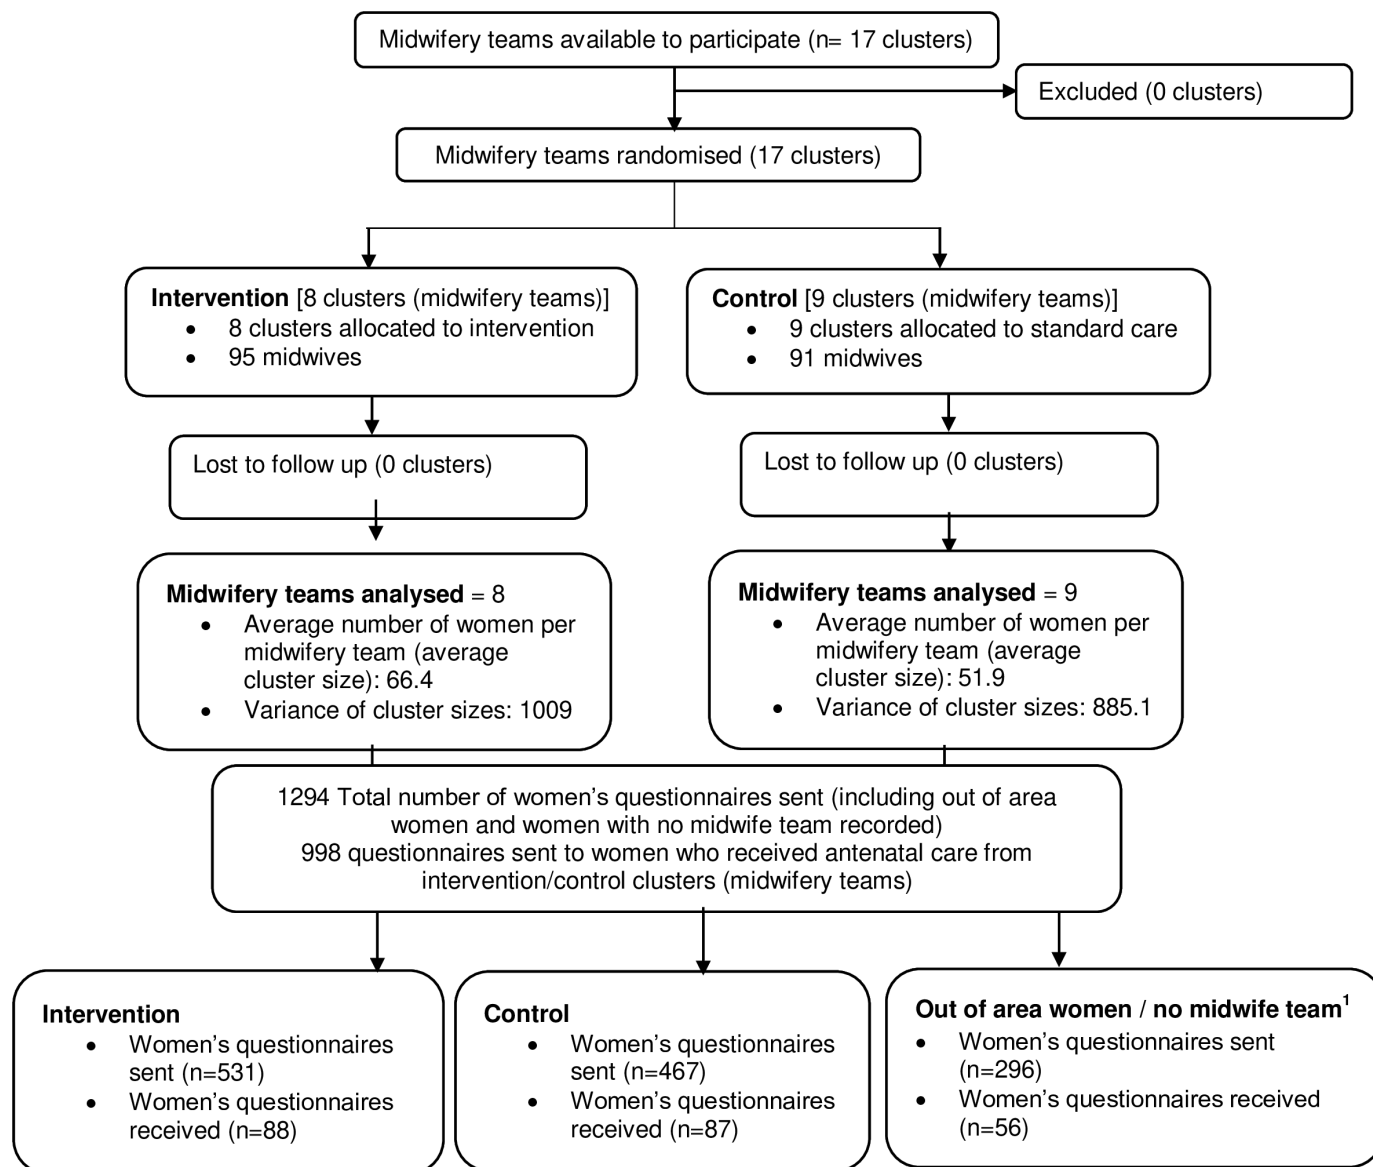 Midwifery teams available to participate (n= 17 clusters)
Excluded (0 clusters)
Midwifery teams randomised (17 clusters)
Intervention [8 clusters (midwifery teams)]
• 8 clusters allocated to intervention
• 95 midwives
Control [9 clusters (midwifery teams)]
• 9 clusters allocated to standard care
• 91 midwives
Lost to follow up (0 clusters)
Lost to follow up (0 clusters)
Midwifery teams analysed = 8
• Average number of women per
midwifery team (average
cluster size): 66.4
• Variance of cluster sizes: 1009
Midwifery teams analysed = 9
• Average number of women per
midwifery team (average
cluster size): 51.9
• Variance of cluster sizes: 885.1
1294 Total number of women’s questionnaires sent (including out of area
women and women with no midwife team recorded)
998 questionnaires sent to women who received antenatal care from
intervention/control clusters (midwifery teams)
Intervention
• Women’s questionnaires
sent (n=531)
• Women’s questionnaires
received (n=88)
Control
• Women’s questionnaires
sent (n=467)
• Women’s questionnaires
received (n=87)
Out of area women / no midwife team¹
• Women’s questionnaires sent
(n=296)
• Women’s questionnaires received
(n=56)